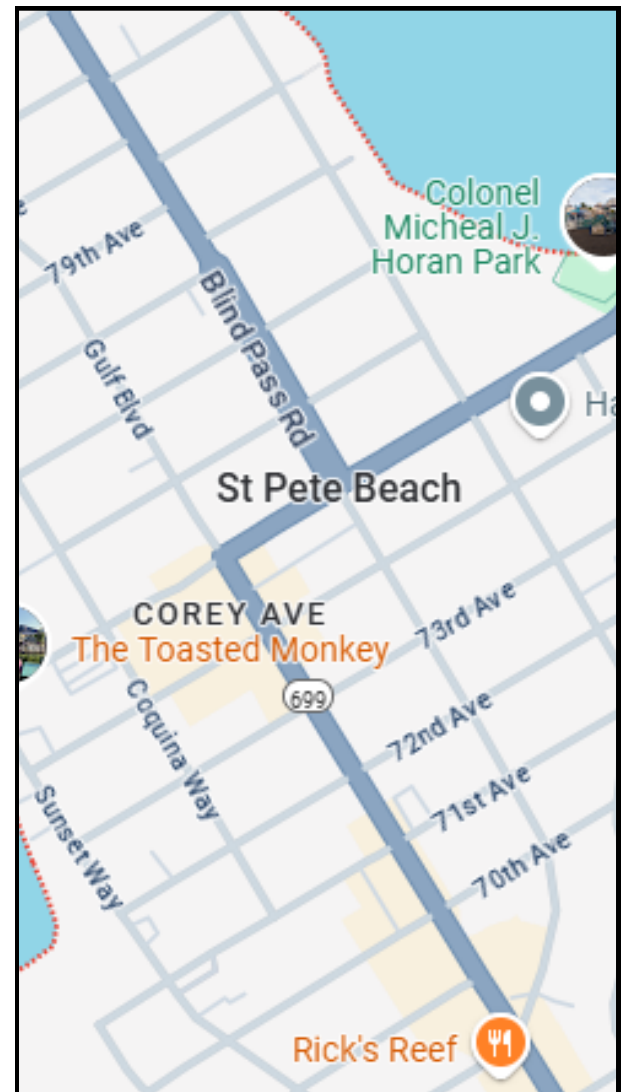 Colonel
Micheal J.
Horan Park
79th Ave
Blind Pass Rd
Gulf Blvd
St Pete Beach
COREY AVE
The Toasted Monkey
73rd Ave
699
72nd Ave
Coquina Way
71st Ave
Sunset Way
70th Ave
Rick's Reef